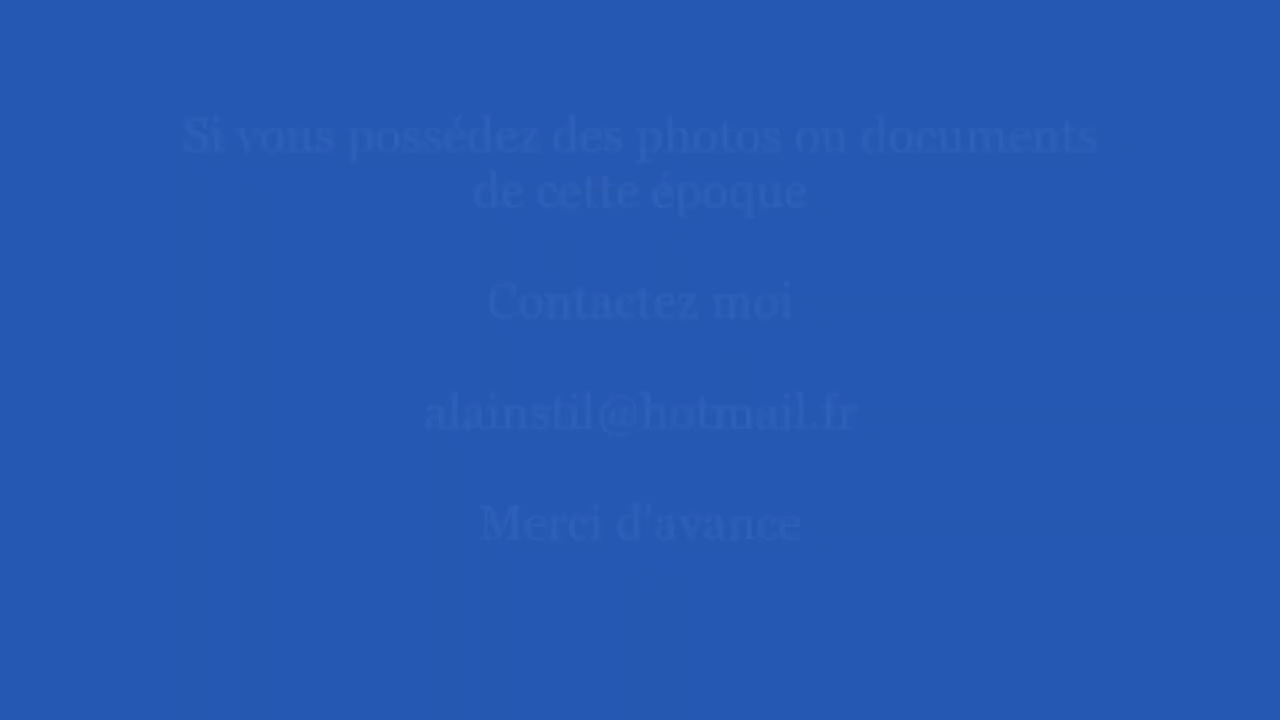 Si vous possédez des photos ou documents
de cette époque
Contactez moi
alainstil@hotmail.fr
Merci d'avance